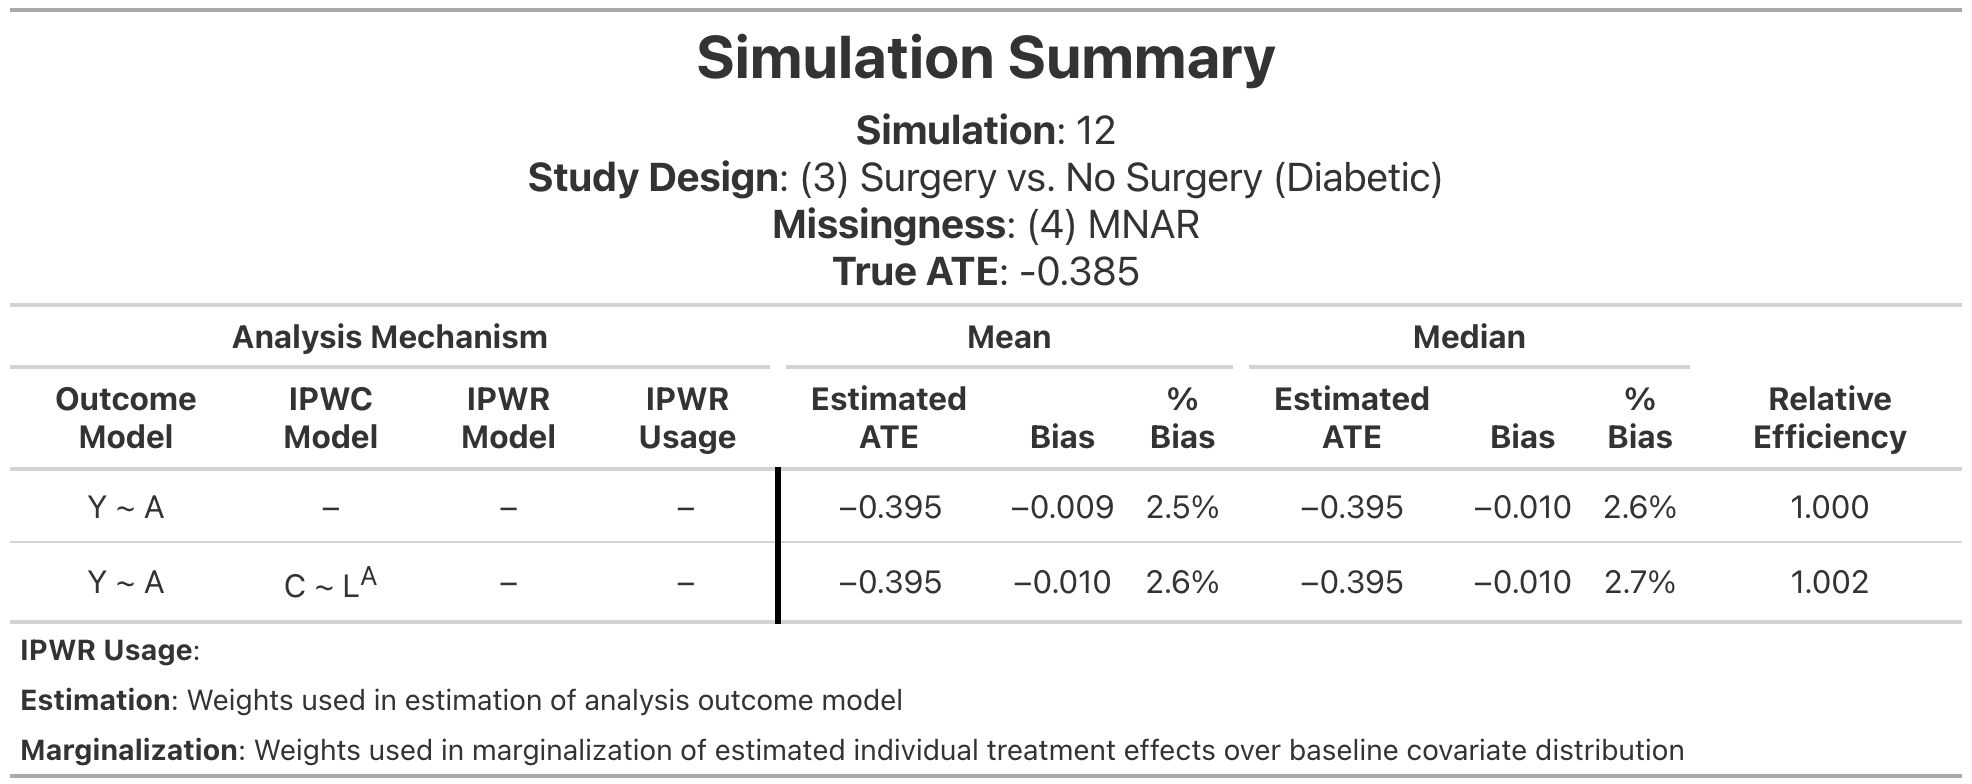 Simulation Summary
Simulation: 12
Study Design: (3) Surgery vs. No Surgery (Diabetic)
Missingness: (4) MNAR
True ATE: -0.385
Analysis Mechanism Mean Median
Outcome Model IPWC Model IPWR Model IPWR Usage Estimated ATE Bias % Bias Estimated ATE Bias % Bias Relative Efficiency
Y ~ A – – – −0.395 −0.009 2.5% −0.395 −0.010 2.6% 1.000
Y ~ A C ~ L^A – – −0.395 −0.010 2.6% −0.395 −0.010 2.7% 1.002
IPWR Usage:
Estimation: Weights used in estimation of analysis outcome model
Marginalization: Weights used in marginalization of estimated individual treatment effects over baseline covariate distribution